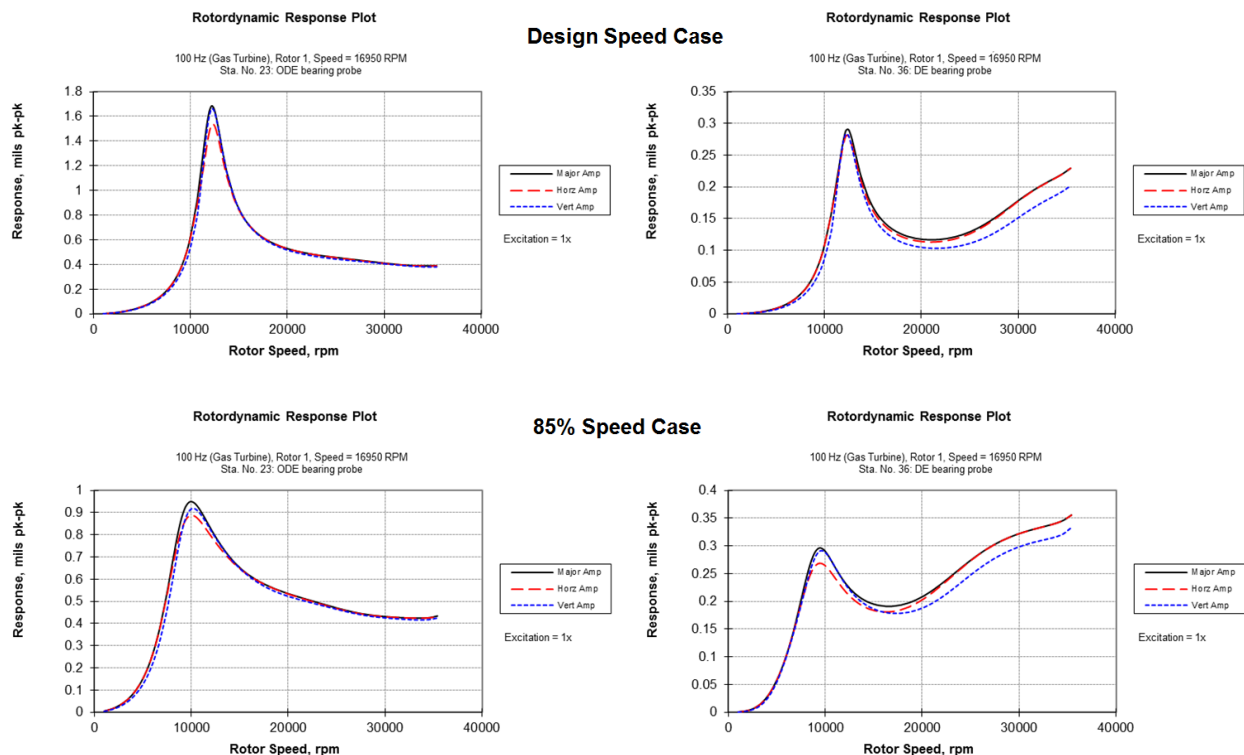 Design Speed Case
Rotordynamic Response Plot
100 Hz (Gas Turbine), Rotor 1, Speed = 16950 RPM
Sta. No. 23: ODE bearing probe
Response, mils pk-pk
1.8
1.6
1.4
1.2
1
0.8
0.6
0.4
0.2
0
0
10000
20000
30000
40000
Rotor Speed, rpm
Major Amp
Horz Amp
Vert Amp
Excitation = 1x
Rotordynamic Response Plot
100 Hz (Gas Turbine), Rotor 1, Speed = 16950 RPM
Sta. No. 36: DE bearing probe
Response, mils pk-pk
0.35
0.3
0.25
0.2
0.15
0.1
0.05
0
0
10000
20000
30000
40000
Rotor Speed, rpm
Major Amp
Horz Amp
Vert Amp
Excitation = 1x
85% Speed Case
Rotordynamic Response Plot
100 Hz (Gas Turbine), Rotor 1, Speed = 16950 RPM
Sta. No. 23: ODE bearing probe
Response, mils pk-pk
1
0.9
0.8
0.7
0.6
0.5
0.4
0.3
0.2
0.1
0
0
10000
20000
30000
40000
Rotor Speed, rpm
Major Amp
Horz Amp
Vert Amp
Excitation = 1x
Rotordynamic Response Plot
100 Hz (Gas Turbine), Rotor 1, Speed = 16950 RPM
Sta. No. 36: DE bearing probe
Response, mils pk-pk
0.4
0.35
0.3
0.25
0.2
0.15
0.1
0.05
0
0
10000
20000
30000
40000
Rotor Speed, rpm
Major Amp
Horz Amp
Vert Amp
Excitation = 1x